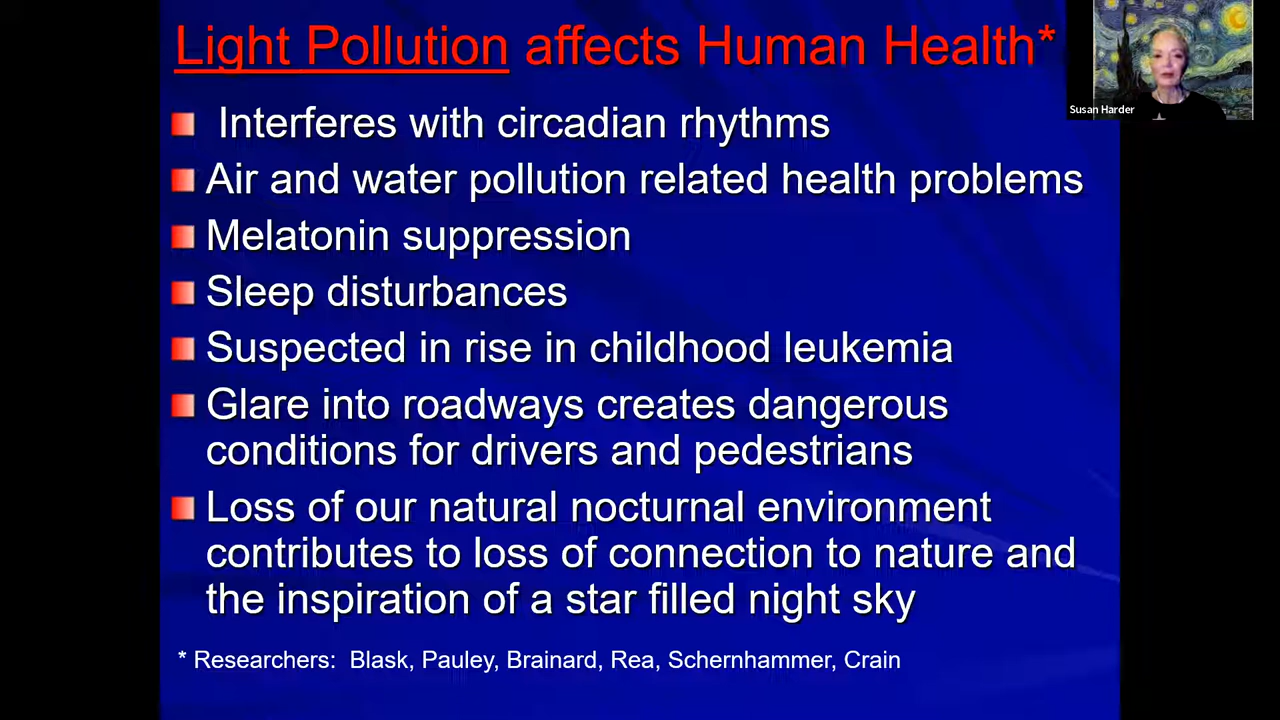 Light Pollution affects Human Health*
Susan Harder
Interferes with circadian rhythms
Air and water pollution related health problems
Melatonin suppression
Sleep disturbances
Suspected in rise in childhood leukemia
Glare into roadways creates dangerous
conditions for drivers and pedestrians
Loss of our natural nocturnal environment
contributes to loss of connection to nature and
the inspiration of a star filled night sky
* Researchers: Blask, Pauley, Brainard, Rea, Schernhammer, Crain